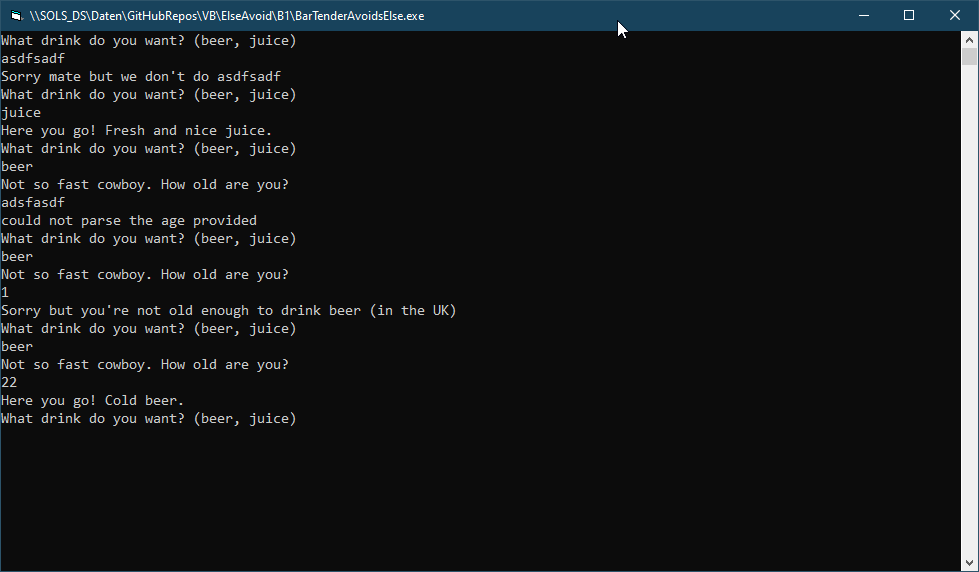 \\SOLS_DS\Daten\GitHubRepos\VB\ElseAvoid\B1\BarTenderAvoidsElse.exe
What drink do you want? (beer, juice)
asdfsadf
Sorry mate but we don't do asdfsadf
What drink do you want? (beer, juice)
juice
Here you go! Fresh and nice juice.
What drink do you want? (beer, juice)
beer
Not so fast cowboy. How old are you?
adsfasdf
could not parse the age provided
What drink do you want? (beer, juice)
beer
Not so fast cowboy. How old are you?
1
Sorry but you're not old enough to drink beer (in the UK)
What drink do you want? (beer, juice)
beer
Not so fast cowboy. How old are you?
22
Here you go! Cold beer.
What drink do you want? (beer, juice)